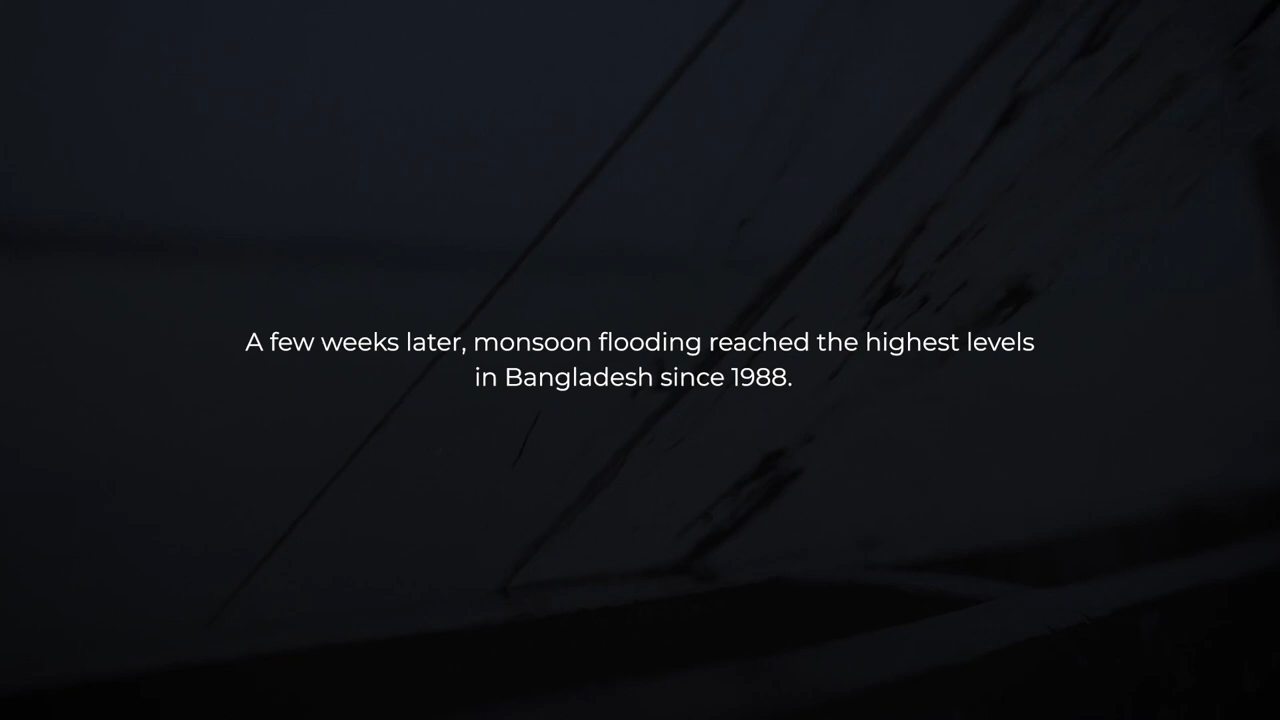 A few weeks later, monsoon flooding reached the highest levels
in Bangladesh since 1988.